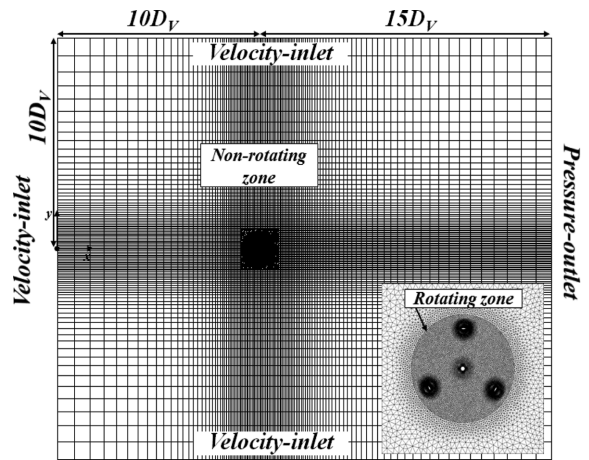 10D_V
15D_V
Velocity-inlet
10D_V
Non-rotating
zone
Velocity-inlet
y
x
Pressure-outlet
Rotating zone
Velocity-inlet